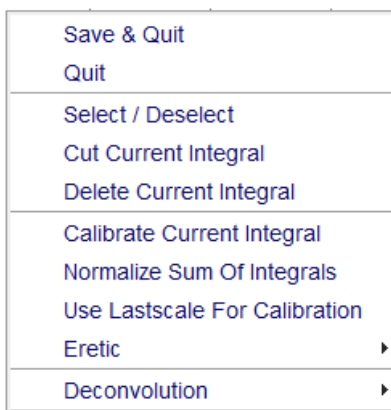 Save & Quit
Quit
Select / Deselect
Cut Current Integral
Delete Current Integral
Calibrate Current Integral
Normalize Sum Of Integrals
Use Lastscale For Calibration
Eretic
Deconvolution